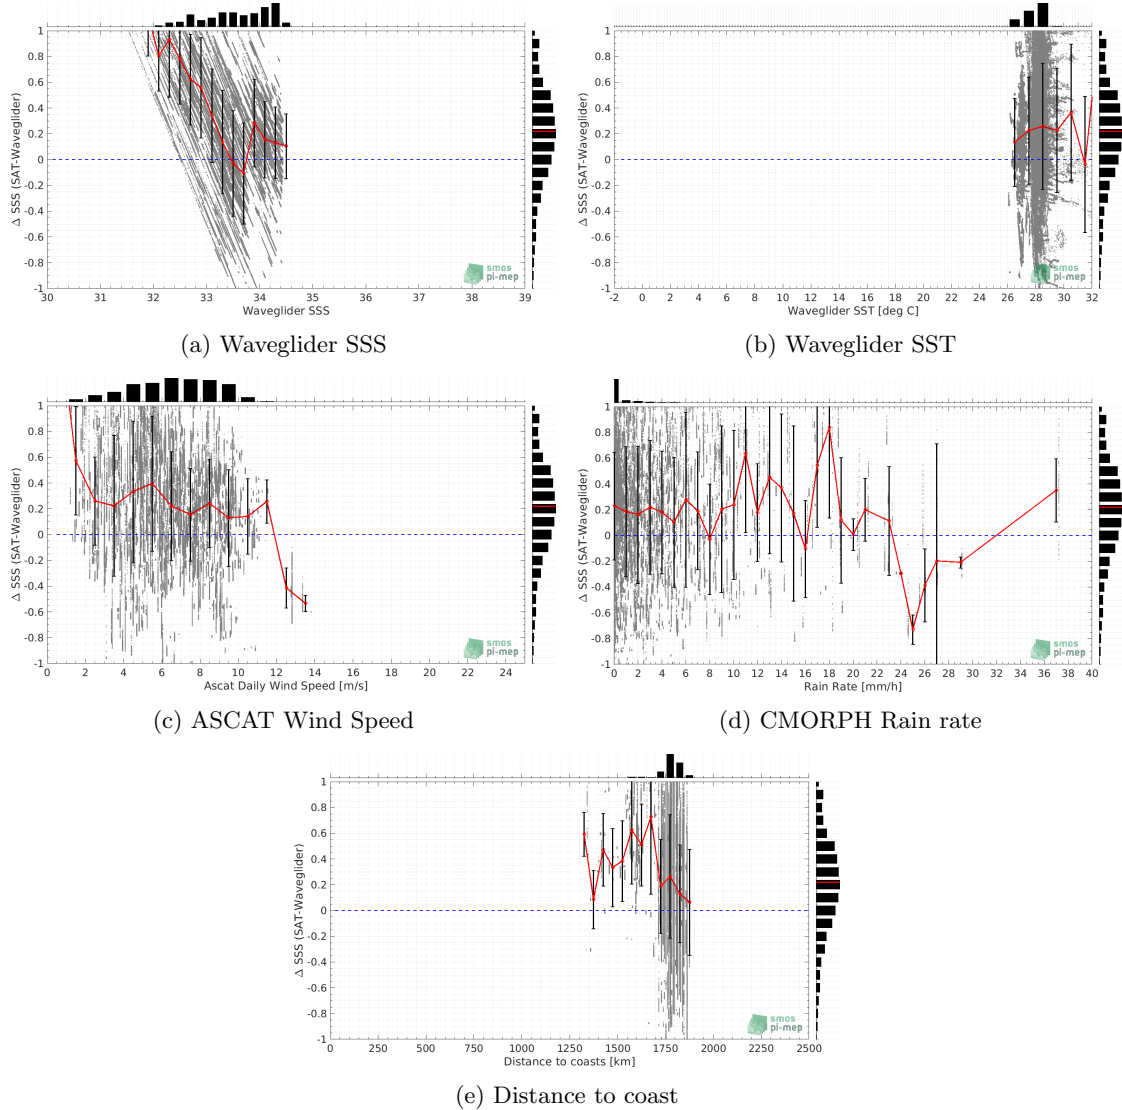 1
0.8
0.6
0.4
0.2
0
-0.2
-0.4
-0.6
-0.8
-1
Δ SSS (SAT-Waveglider)
30 31 32 33 34 35 36 37 38 39
Waveglider SSS
smos
pi-mep
(a) Waveglider SSS
1
0.8
0.6
0.4
0.2
0
-0.2
-0.4
-0.6
-0.8
-1
Δ SSS (SAT-Waveglider)
-2 0 2 4 6 8 10 12 14 16 18 20 22 24 26 28 30 32
Waveglider SST [deg C]
smos
pi-mep
(b) Waveglider SST
1
0.8
0.6
0.4
0.2
0
-0.2
-0.4
-0.6
-0.8
-1
Δ SSS (SAT-Waveglider)
0 2 4 6 8 10 12 14 16 18 20 22 24
Ascat Daily Wind Speed [m/s]
smos
pi-mep
(c) ASCAT Wind Speed
1
0.8
0.6
0.4
0.2
0
-0.2
-0.4
-0.6
-0.8
-1
Δ SSS (SAT-Waveglider)
0 2 4 6 8 10 12 14 16 18 20 22 24 26 28 30 32 34 36 38 40
Rain Rate [mm/h]
smos
pi-mep
(d) CMORPH Rain rate
1
0.8
0.6
0.4
0.2
0
-0.2
-0.4
-0.6
-0.8
-1
Δ SSS (SAT-Waveglider)
0 250 500 750 1000 1250 1500 1750 2000 2250 2500
Distance to coasts [km]
smos
pi-mep
(e) Distance to coast